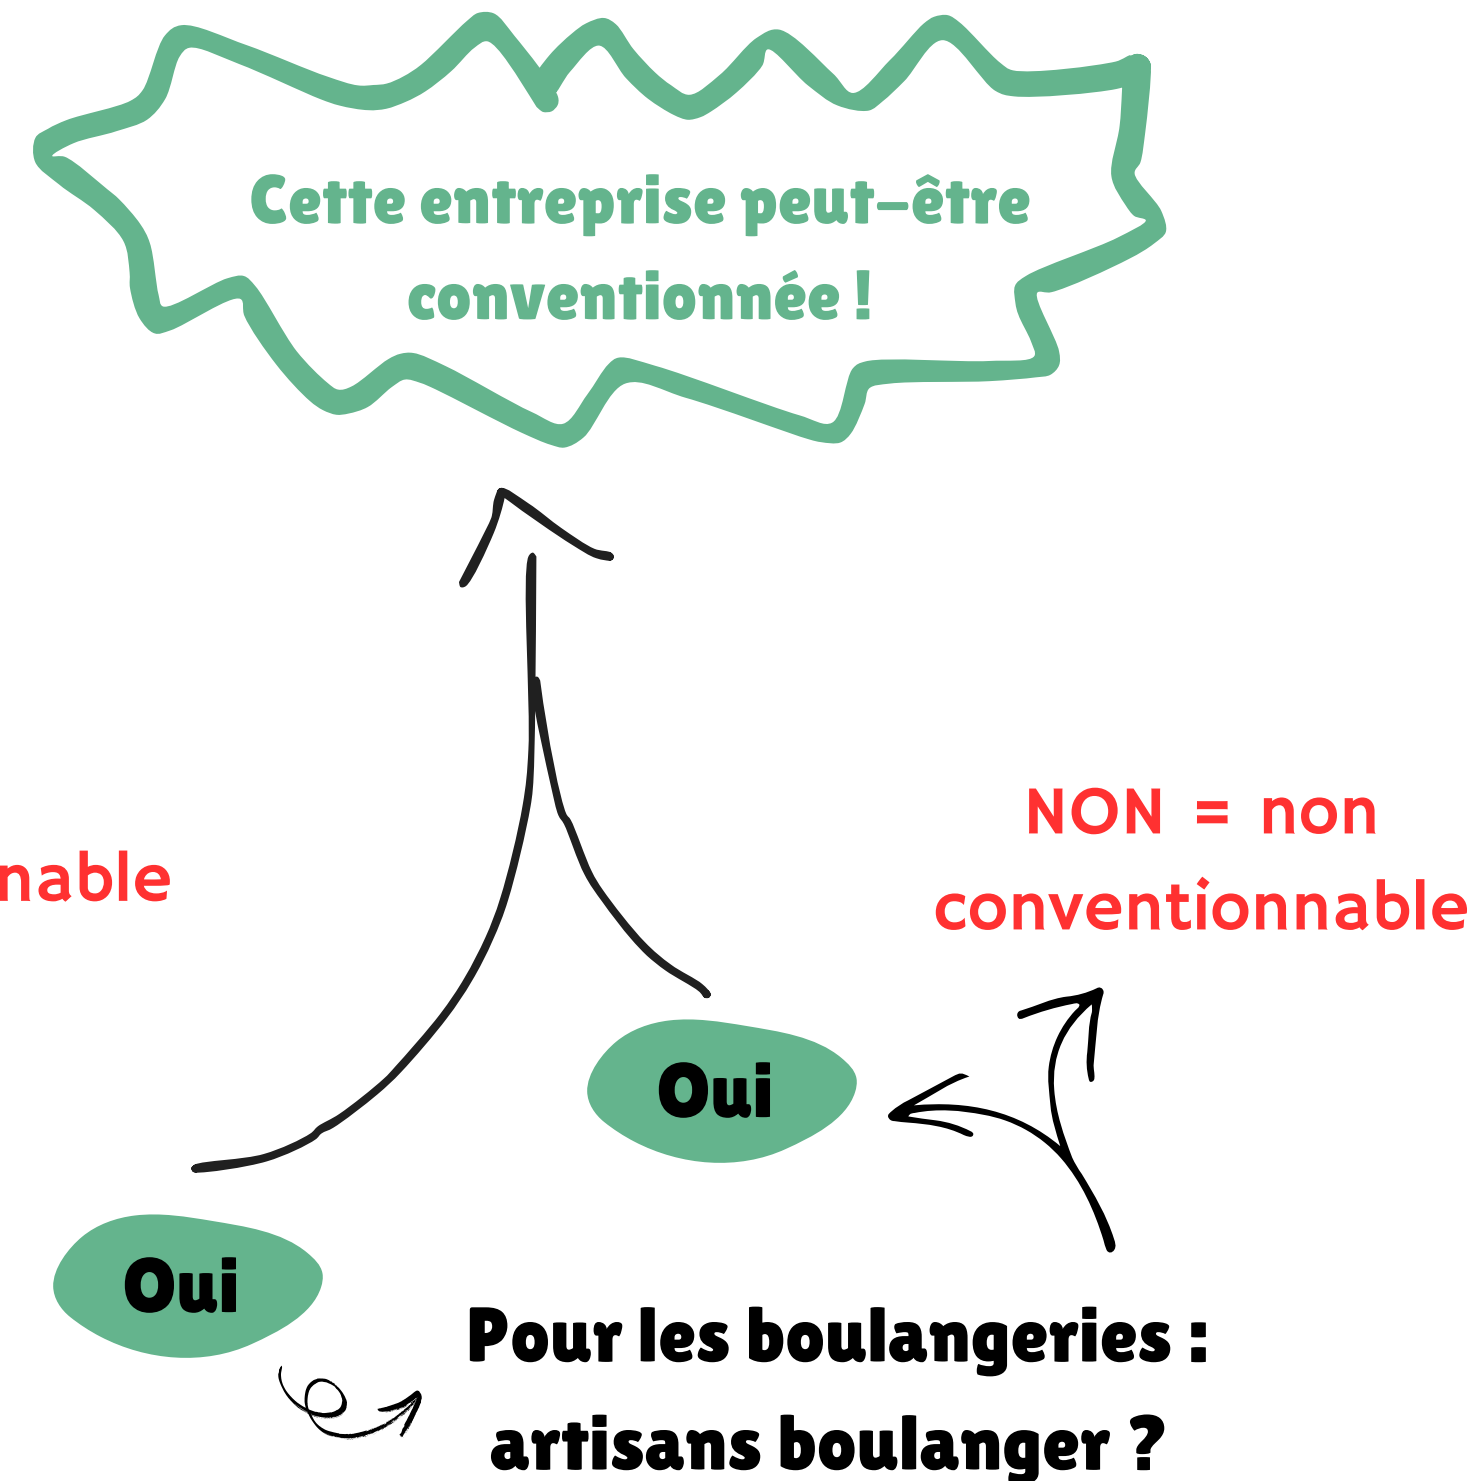 Cette entreprise peut-être
conventionnée !
NON = non
nable
conventionnable
Oui
Oui
Pour les boulangeries :
artisans boulanger ?